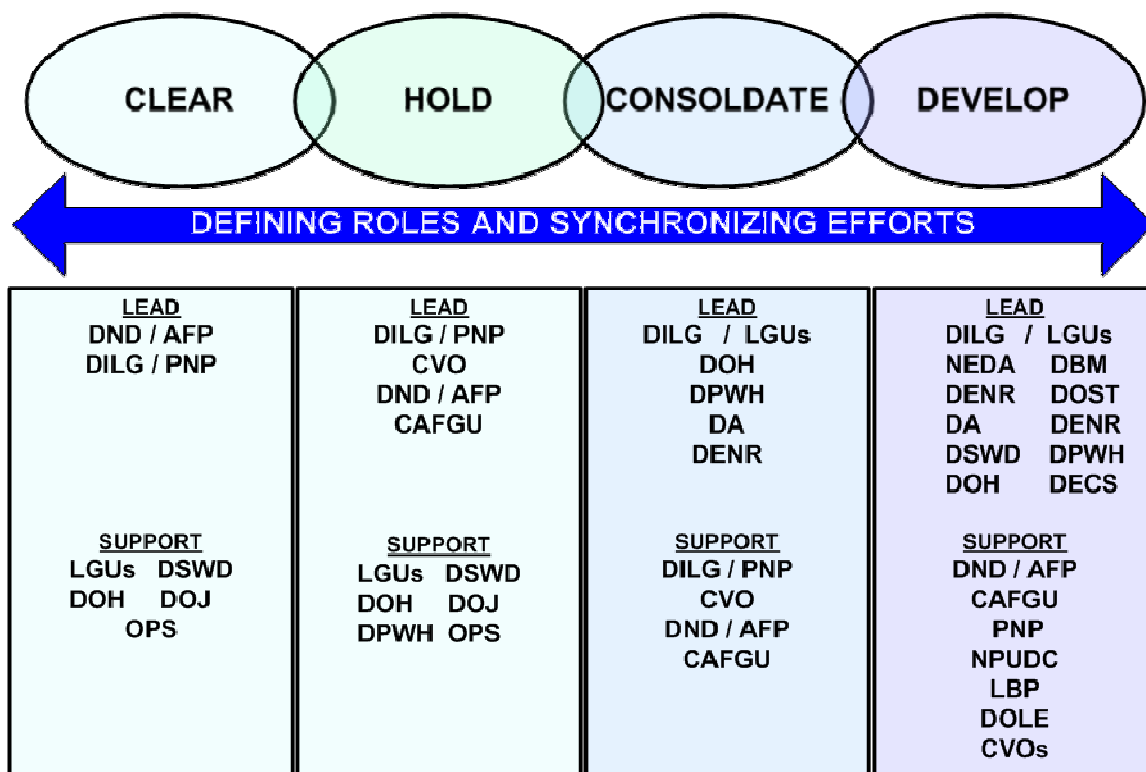 CLEAR
HOLD
CONSOLDATE
DEVELOP
DEFINING ROLES AND SYNCHRONIZING EFFORTS
LEAD
DND / AFP
DILG / PNP
SUPPORT
LGUs DSWD
DOH DOJ
OPS
LEAD
DILG / PNP
CVO
DND / AFP
CAFGU
SUPPORT
LGUs DSWD
DOH DOJ
DPWH OPS
LEAD
DILG / LGUs
DOH
DPWH
DA
DENR
SUPPORT
DILG / PNP
CVO
DND / AFP
CAFGU
LEAD
DILG / LGUs
NEDA DBM
DENR DOST
DA DENR
DSWD DPWH
DOH DECS
SUPPORT
DND / AFP
CAFGU
PNP
NPUDC
LBP
DOLE
CVOs